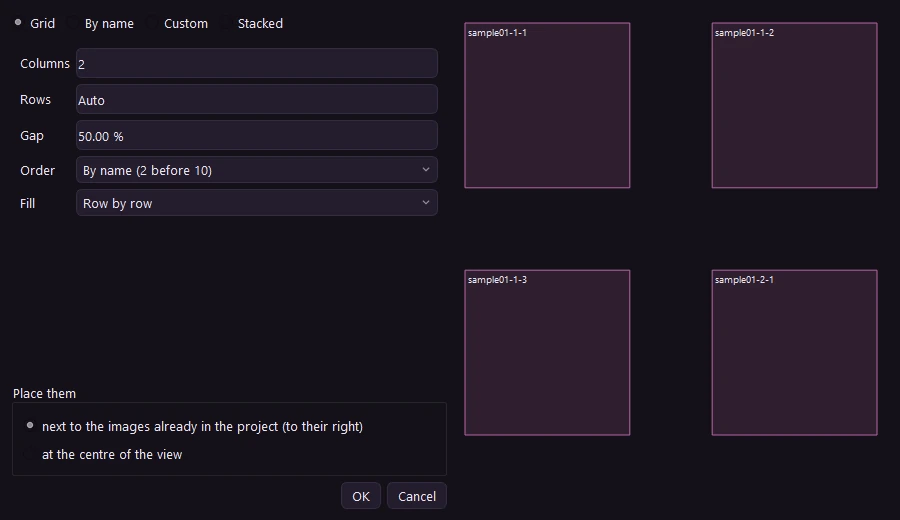 Grid By name Custom Stacked
Columns 2
Rows Auto
Gap 50.00 %
Order By name (2 before 10)
Fill Row by row
Place them
next to the images already in the project (to their right)
at the centre of the view
OK Cancel
sample01-1-1 sample01-1-2
sample01-1-3 sample01-2-1